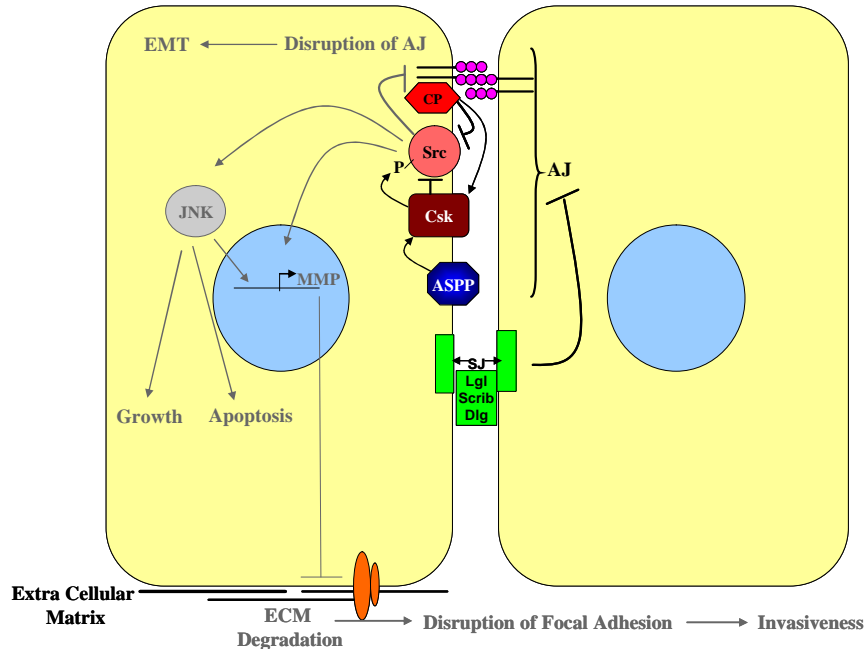 EMT
Disruption of AJ
CP
Src
P
AJ
Csk
JNK
MMP
ASPP
SJ
Lgl
Scrib
Dlg
Growth
Apoptosis
Extra Cellular
Matrix
ECM
Degradation
Disruption of Focal Adhesion
Invasiveness